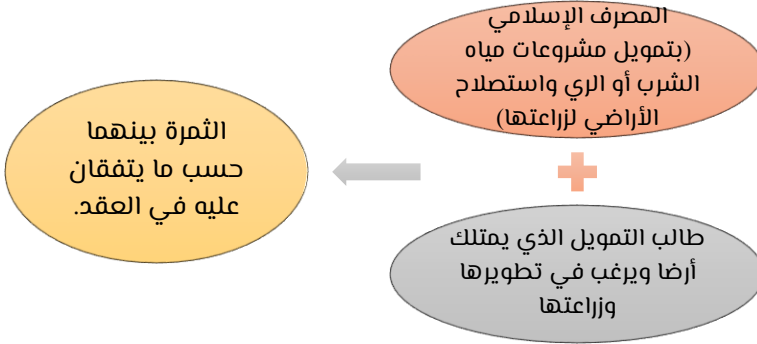 المصرف الإسلامي
(بتمويل مشروعات مياه
الشرب أو الري واستصلاح
الأراضي لزراعتها)
طالب التمويل الذي يمتلك
أرضا ويرغب في تطويرها
وزراعتها
الثمرة بينهما
حسب ما يتفقان
عليه في العقد.